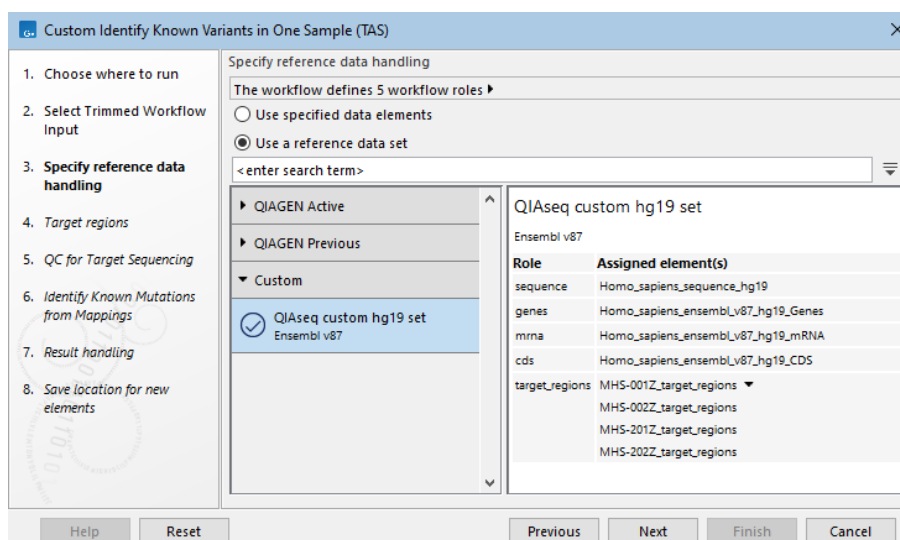 Custom Identify Known Variants in One Sample (TAS)
1. Choose where to run
2. Select Trimmed Workflow
Input
3. Specify reference data
handling
4. Target regions
5. QC for Target Sequencing
6. Identify Known Mutations
from Mappings
7. Result handling
8. Save location for new
elements
Specify reference data handling
The workflow defines 5 workflow roles
Use specified data elements
Use a reference data set
<enter search term>
QIAGEN Active
QIAGEN Previous
Custom
QIAseq custom hg19 set
Ensembl v87
QIAseq custom hg19 set
Ensembl v87
Role Assigned element(s)
sequence Homo_sapiens_sequence_hg19
genes Homo_sapiens_ensembl_v87_hg19_Genes
mrna Homo_sapiens_ensembl_v87_hg19_mRNA
cds Homo_sapiens_ensembl_v87_hg19_CDS
target_regions MHS-001Z_target_regions
MHS-002Z_target_regions
MHS-201Z_target_regions
MHS-202Z_target_regions
Help Reset Previous Next Finish Cancel